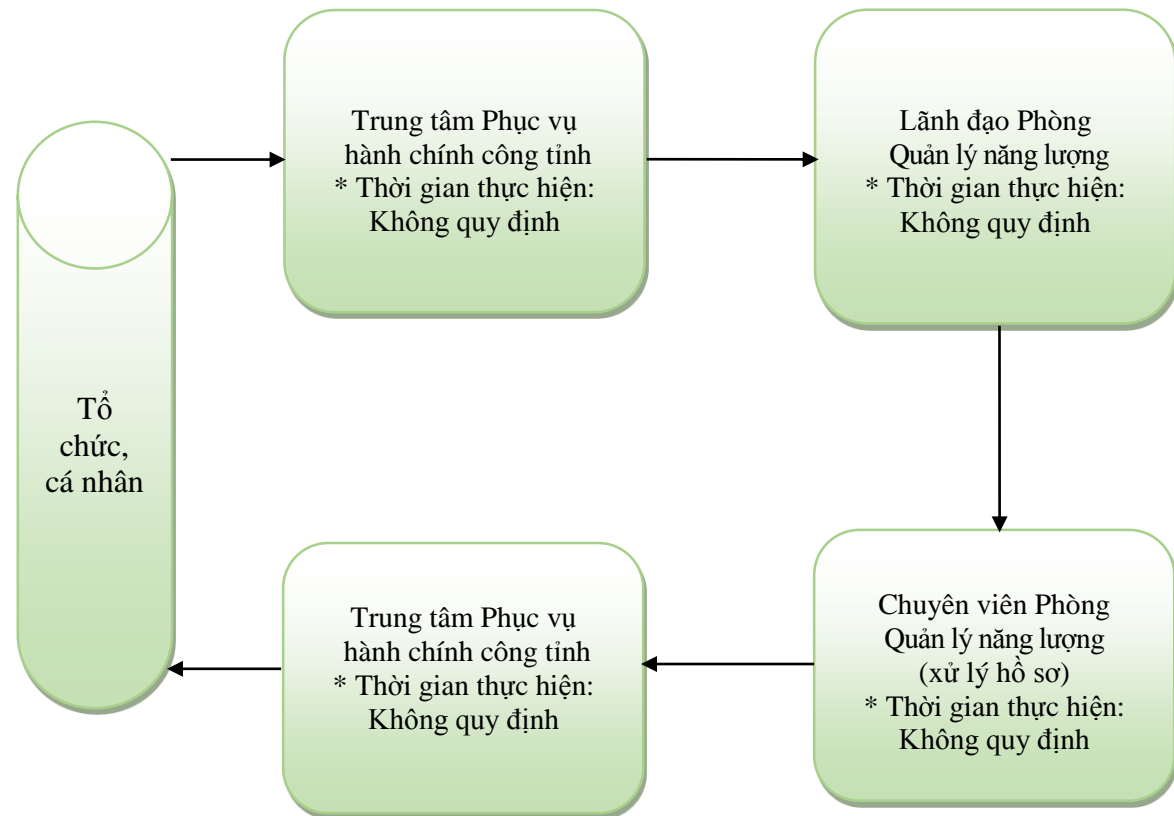 Trung tâm Phục vụ
hành chính công tỉnh
* Thời gian thực hiện:
Không quy định
Lãnh đạo Phòng
Quản lý năng lượng
* Thời gian thực hiện:
Không quy định
Tổ
chức,
cá nhân
Trung tâm Phục vụ
hành chính công tỉnh
* Thời gian thực hiện:
Không quy định
Chuyên viên Phòng
Quản lý năng lượng
(xử lý hồ sơ)
* Thời gian thực hiện:
Không quy định